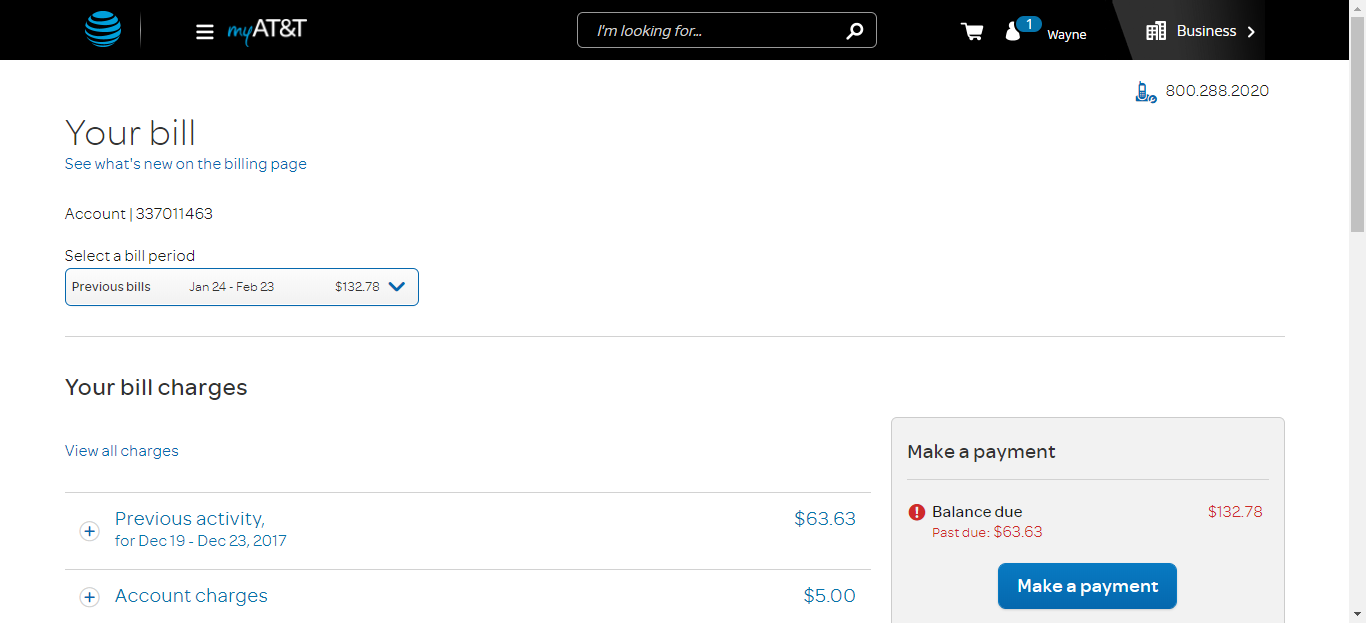 myAT&T
I'm looking for...
1
Wayne
Business
800.288.2020
Your bill
See what's new on the billing page
Account | 337011463
Select a bill period
Previous bills Jan 24 - Feb 23 $132.78
Your bill charges
View all charges
Make a payment
Previous activity, $63.63
for Dec 19 - Dec 23, 2017
Balance due $132.78
Past due: $63.63
Make a payment
Account charges $5.00